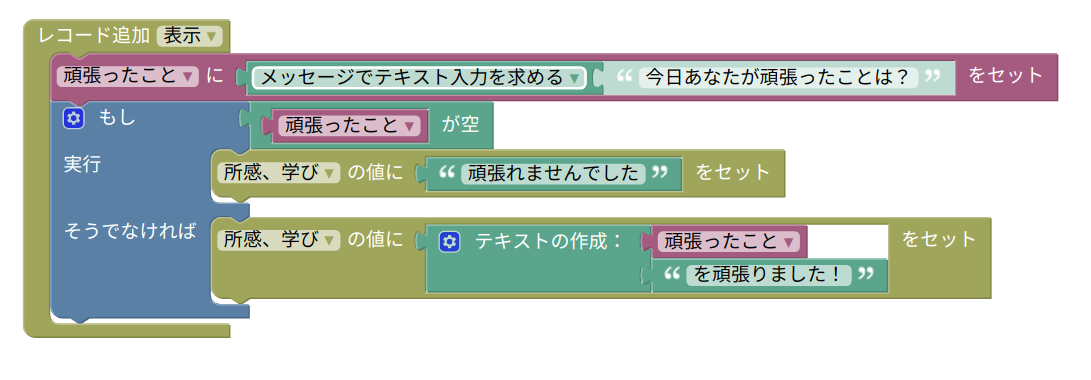 レコード追加 表示▼
頑張ったこと▼ に メッセージでテキスト入力を求める▼ “ 今日あなたが頑張ったことは？ ” をセット
もし 頑張ったこと▼ が空
実行 所感、学び▼ の値に “ 頑張れませんでした ” をセット
そうでなければ 所感、学び▼ の値に テキストの作成： 頑張ったこと▼ をセット
“ を頑張りました！ ”